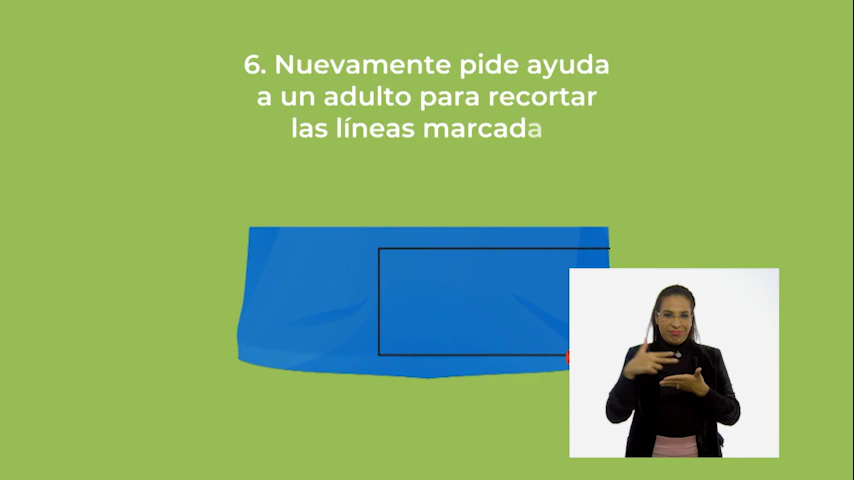 6. Nuevamente pide ayuda
a un adulto para recortar
las líneas marcada